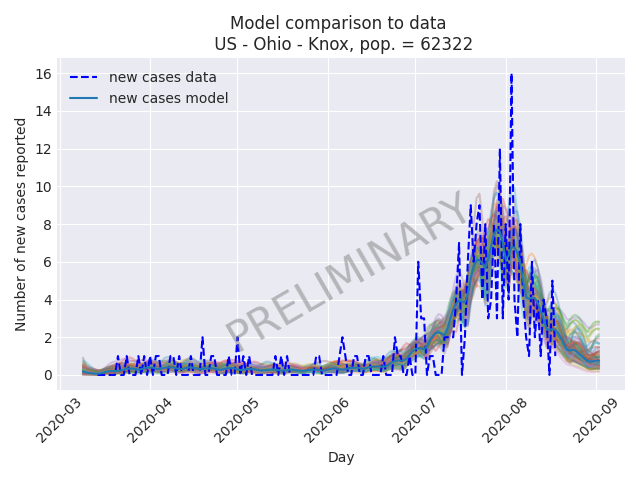 Model comparison to data
US - Ohio - Knox, pop. = 62322
new cases data
new cases model
PRELIMINARY
Number of new cases reported
16
14
12
10
8
6
4
2
0
2020-03
2020-04
2020-05
2020-06
2020-07
2020-08
2020-09
Day